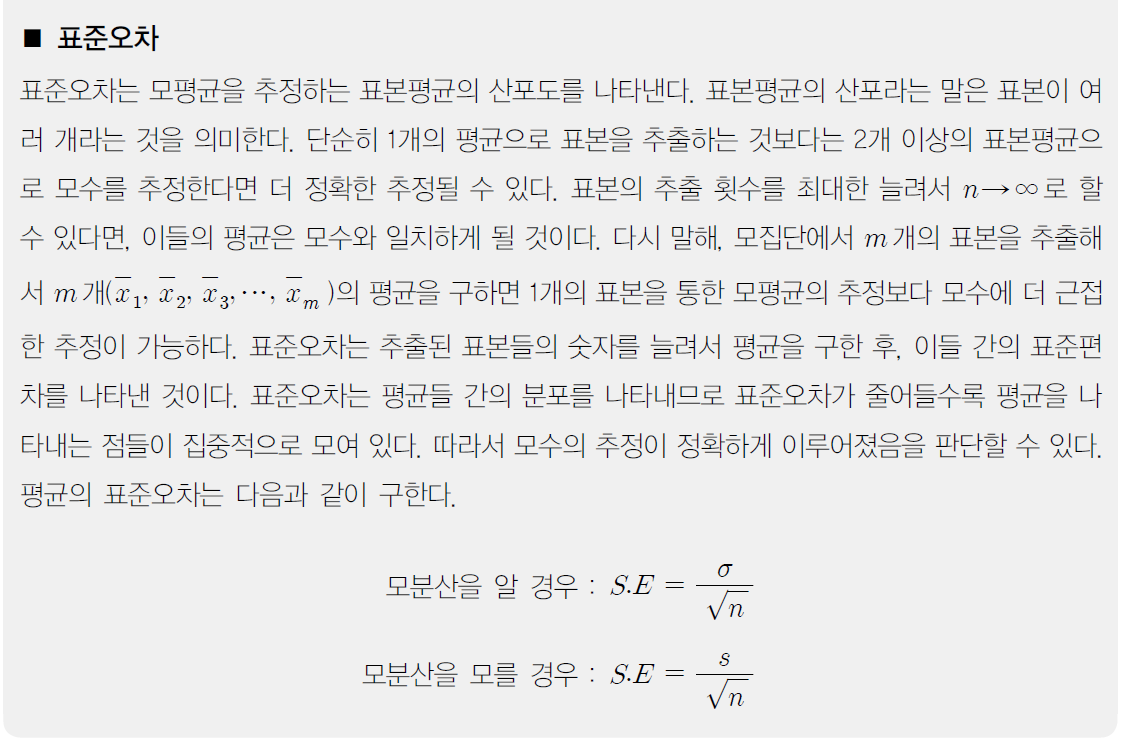 ■ 표준오차
표준오차는 모평균을 추정하는 표본평균의 산포도를 나타낸다. 표본평균의 산포라는 말은 표본이 여
러 개라는 것을 의미한다. 단순히 1개의 평균으로 표본을 추출하는 것보다는 2개 이상의 표본평균으
로 모수를 추정한다면 더 정확한 추정될 수 있다. 표본의 추출 횟수를 최대한 늘려서 n→∞로 할
수 있다면, 이들의 평균은 모수와 일치하게 될 것이다. 다시 말해, 모집단에서 m개의 표본을 추출해
서 m개(x̄₁, x̄₂, x̄₃,⋯, x̄ₘ)의 평균을 구하면 1개의 표본을 통한 모평균의 추정보다 모수에 더 근접
한 추정이 가능하다. 표준오차는 추출된 표본들의 숫자를 늘려서 평균을 구한 후, 이들 간의 표준편
차를 나타낸 것이다. 표준오차는 평균들 간의 분포를 나타내므로 표준오차가 줄어들수록 평균을 나
타내는 점들이 집중적으로 모여 있다. 따라서 모수의 추정이 정확하게 이루어졌음을 판단할 수 있다.
평균의 표준오차는 다음과 같이 구한다.
모분산을 알 경우 : S.E = σ/√n
모분산을 모를 경우 : S.E = s/√n